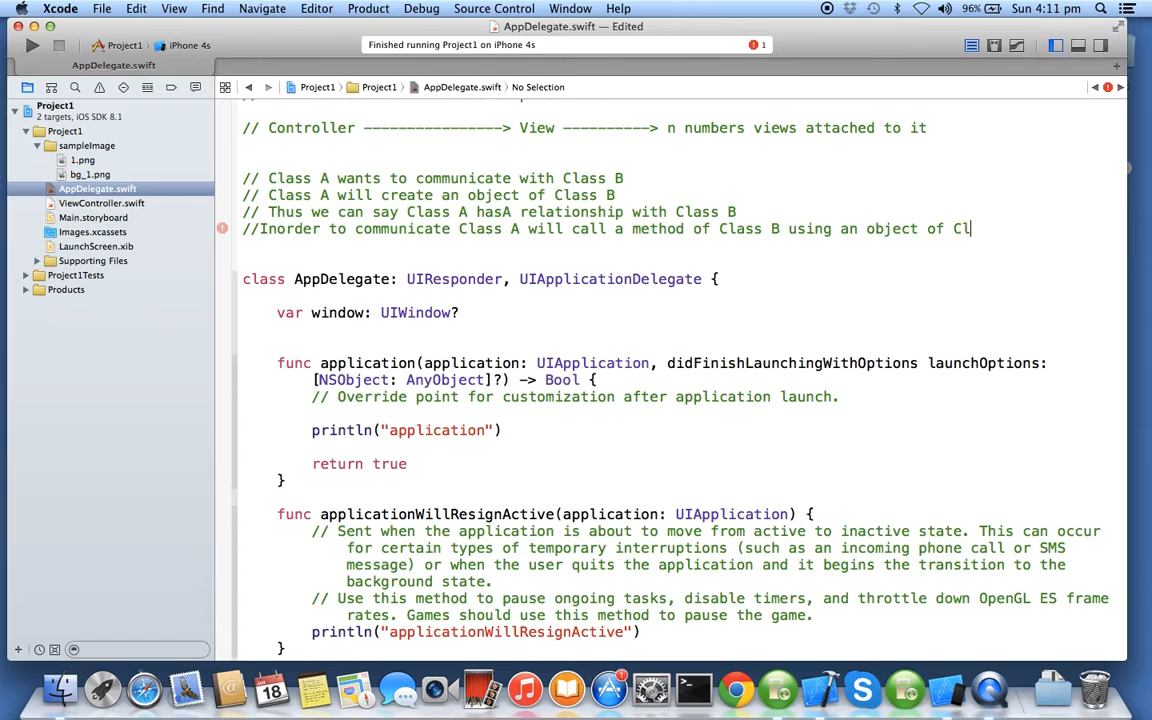 Xcode File Edit View Find Navigate Editor Product Debug Source Control Window Help 96% Sun 4:11 pm
AppDelegate.swift — Edited
Project1 iPhone 4s Finished running Project1 on iPhone 4s 1
AppDelegate.swift
Project1 Project1 AppDelegate.swift No Selection
Project1
2 targets, iOS SDK 8.1
Project1
sampleImage
1.png
bg_1.png
AppDelegate.swift
ViewController.swift
Main.storyboard
Images.xcassets
LaunchScreen.xib
Supporting Files
Project1Tests
Products
// Controller ----------------> View ----------> n numbers views attached to it
// Class A wants to communicate with Class B
// Class A will create an object of Class B
// Thus we can say Class A hasA relationship with Class B
//Inorder to communicate Class A will call a method of Class B using an object of Cl
class AppDelegate: UIResponder, UIApplicationDelegate {
var window: UIWindow?
func application(application: UIApplication, didFinishLaunchingWithOptions launchOptions:
[NSObject: AnyObject]?) -> Bool {
// Override point for customization after application launch.
println("application")
return true
}
func applicationWillResignActive(application: UIApplication) {
// Sent when the application is about to move from active to inactive state. This can occur
for certain types of temporary interruptions (such as an incoming phone call or SMS
message) or when the user quits the application and it begins the transition to the
background state.
// Use this method to pause ongoing tasks, disable timers, and throttle down OpenGL ES frame
rates. Games should use this method to pause the game.
println("applicationWillResignActive")
}